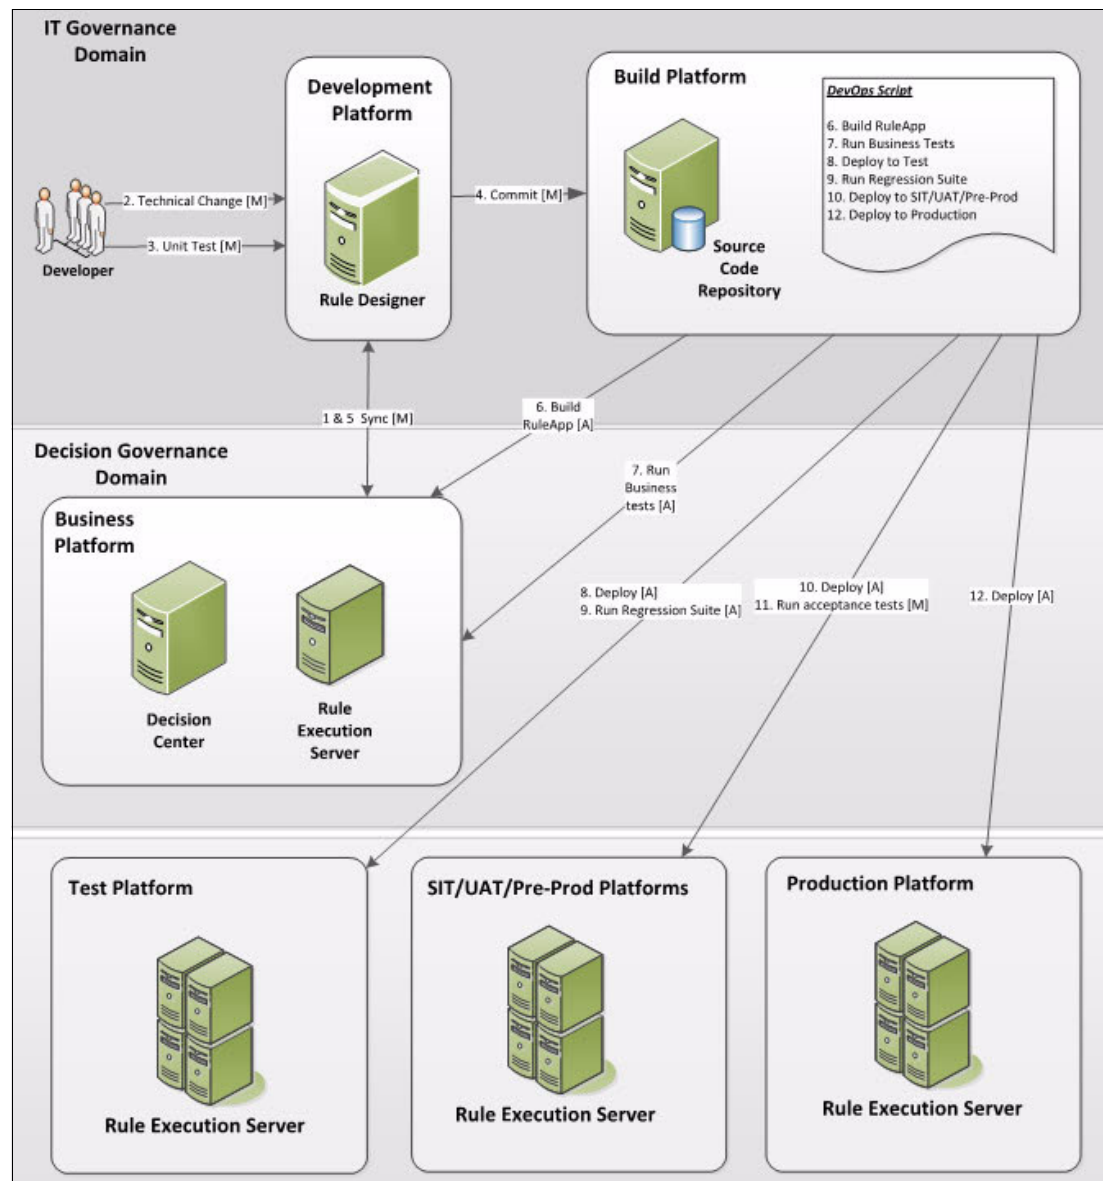 IT Governance
Domain
Development
Platform
Rule Designer
Build Platform
Source
Code
Repository
DevOps Script
6. Build RuleApp
7. Run Business Tests
8. Deploy to Test
9. Run Regression Suite
10. Deploy to SIT/UAT/Pre-Prod
12. Deploy to Production
2. Technical Change [M]
3. Unit Test [M]
Developer
4. Commit [M]
1 & 5 Sync [M]
6. Build
RuleApp [A]
7. Run
Business
tests [A]
8. Deploy [A]
9. Run Regression Suite [A]
10. Deploy [A]
11. Run acceptance tests [M]
12. Deploy [A]
Decision Governance
Domain
Business
Platform
Decision
Center
Rule
Execution
Server
Test Platform
Rule Execution Server
SIT/UAT/Pre-Prod Platforms
Rule Execution Server
Production Platform
Rule Execution Server